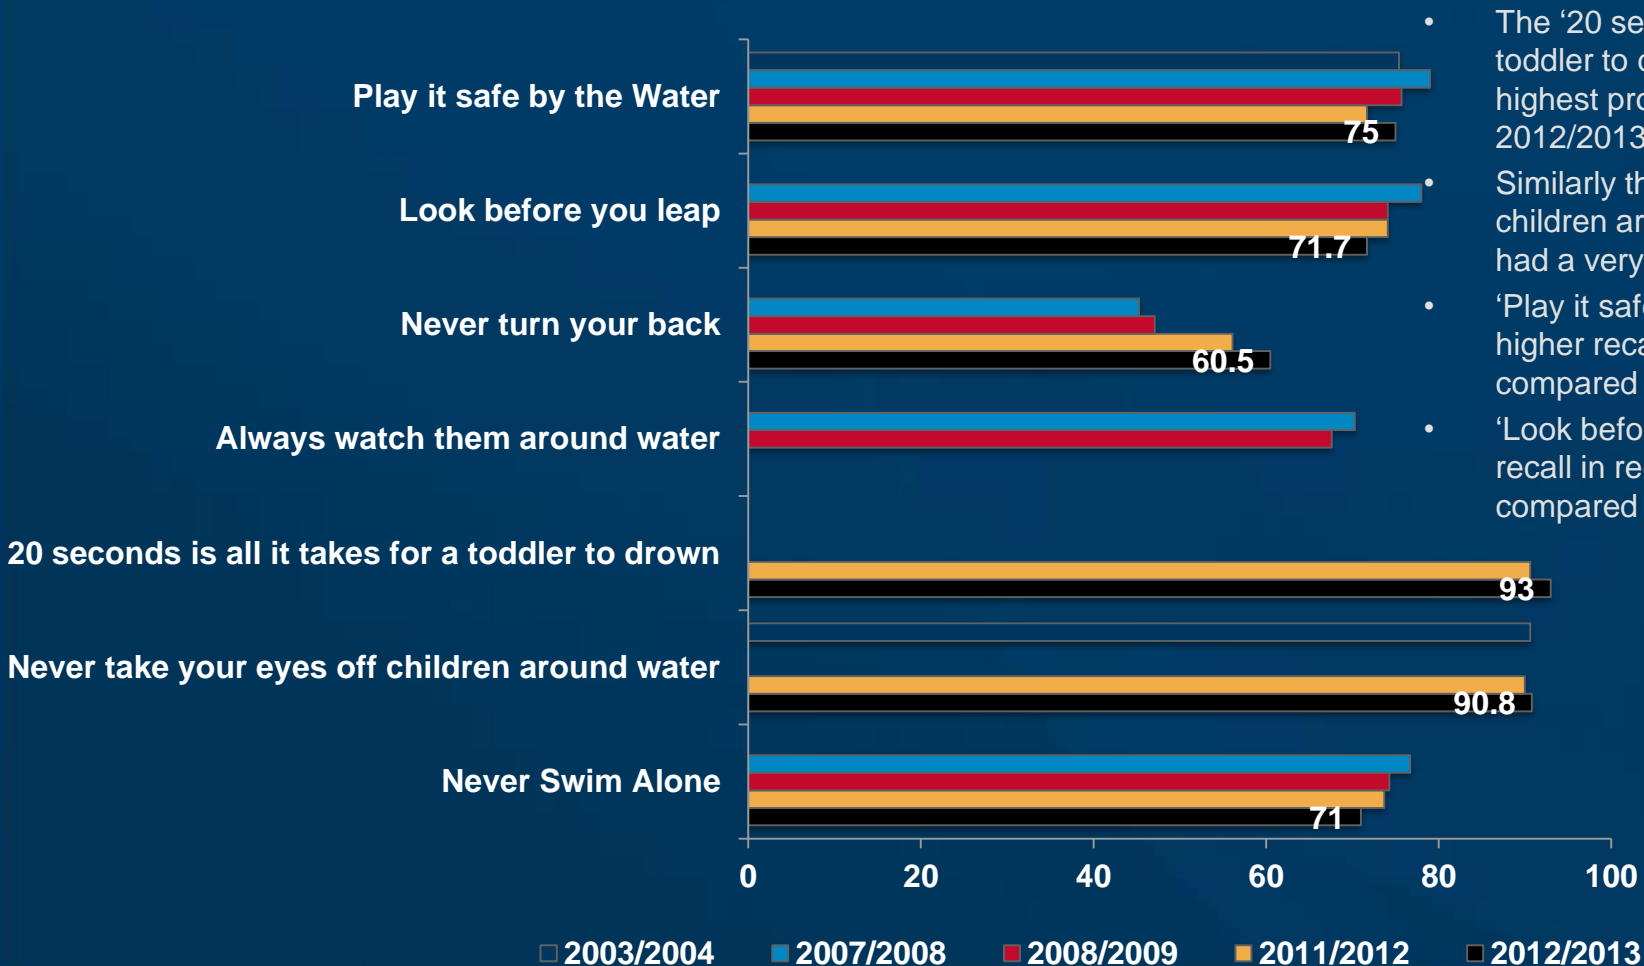 Play it safe by the Water
75
Look before you leap
71.7
Never turn your back
60.5
Always watch them around water
20 seconds is all it takes for a toddler to drown
93
Never take your eyes off children around water
90.8
Never Swim Alone
71
0 20 40 60 80 100
2003/2004 2007/2008 2008/2009 2011/2012 2012/2013
• The ‘20 se
toddler to
highest pro
2012/2013
• Similarly th
children ar
had a very
• ‘Play it safe
higher reca
compared
• ‘Look befo
recall in re
compared